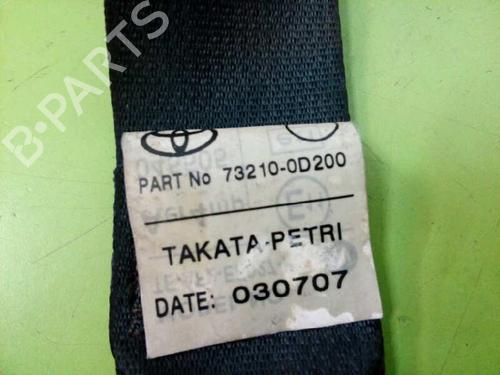 B-PARTS
PART No 73210-0D200
TAKATA-PETRI
DATE: 030707